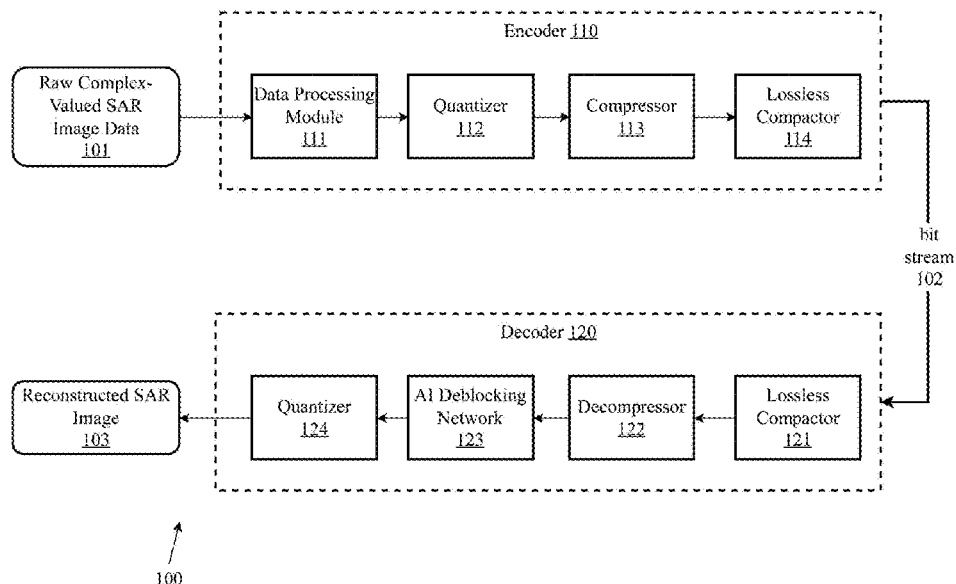 Encoder 110
Raw Complex-
Valued SAR
Image Data
101
Data Processing
Module
111
Quantizer
112
Compressor
113
Lossless
Compactor
114
bit
stream
102
Decoder 120
Reconstructed SAR
Image
103
Quantizer
124
AI Deblocking
Network
123
Decompressor
122
Lossless
Compactor
121
100